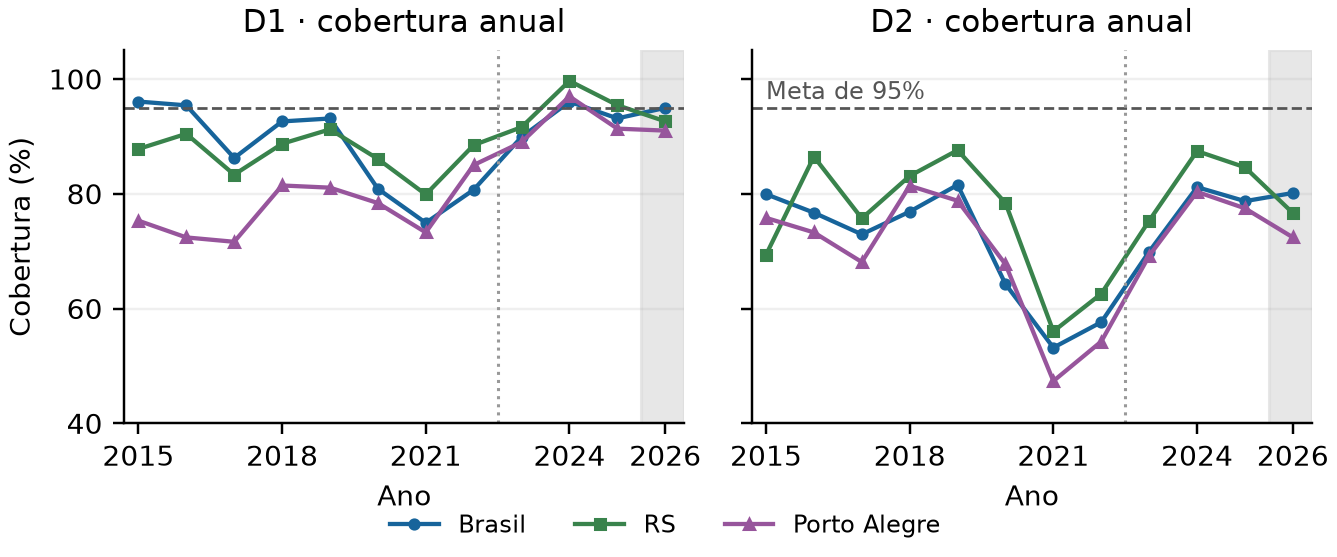 D1 · cobertura anual
D2 · cobertura anual
Cobertura (%)
100
80
60
40
Meta de 95%
2015 2018 2021 2024 2026
2015 2018 2021 2024 2026
Ano
Ano
Brasil RS Porto Alegre